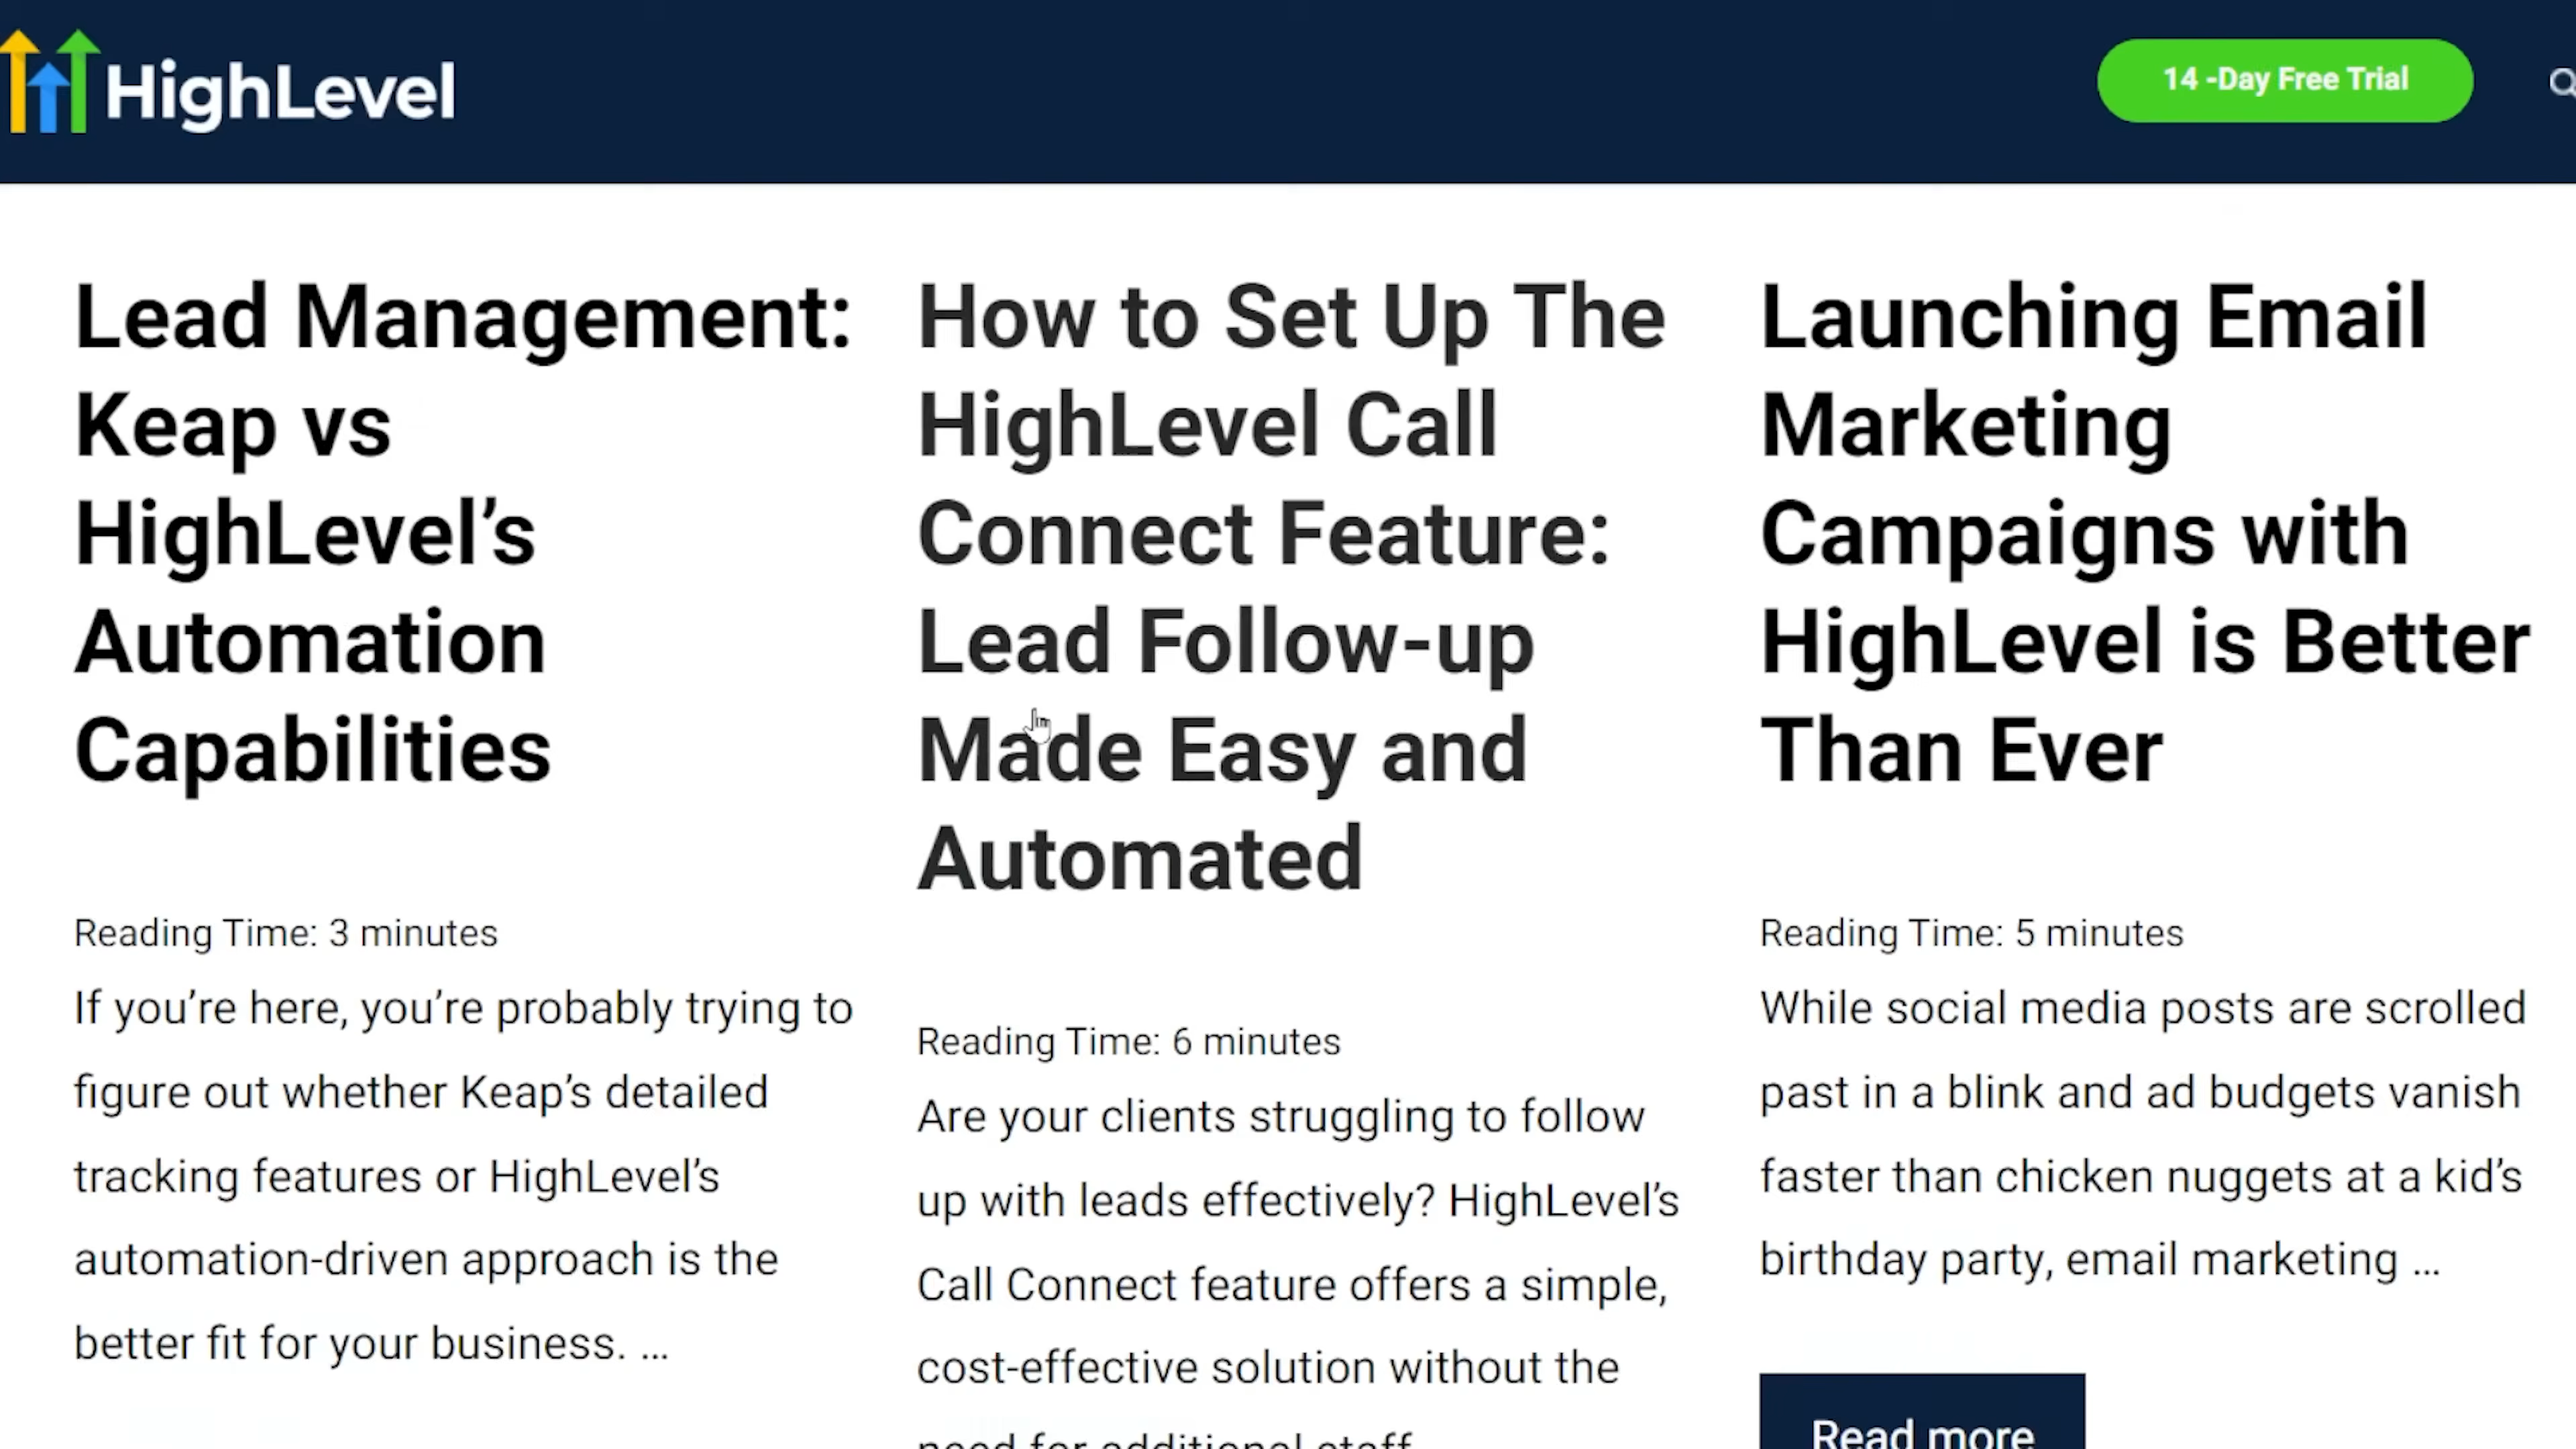 HighLevel
14 -Day Free Trial
Lead Management:
Keap vs
HighLevel’s
Automation
Capabilities
Reading Time: 3 minutes
If you’re here, you’re probably trying to
figure out whether Keap’s detailed
tracking features or HighLevel’s
automation-driven approach is the
better fit for your business. ...
How to Set Up The
HighLevel Call
Connect Feature:
Lead Follow-up
Made Easy and
Automated
Reading Time: 6 minutes
Are your clients struggling to follow
up with leads effectively? HighLevel’s
Call Connect feature offers a simple,
cost-effective solution without the
need for additional staff
Launching Email
Marketing
Campaigns with
HighLevel is Better
Than Ever
Reading Time: 5 minutes
While social media posts are scrolled
past in a blink and ad budgets vanish
faster than chicken nuggets at a kid’s
birthday party, email marketing ...
Read more